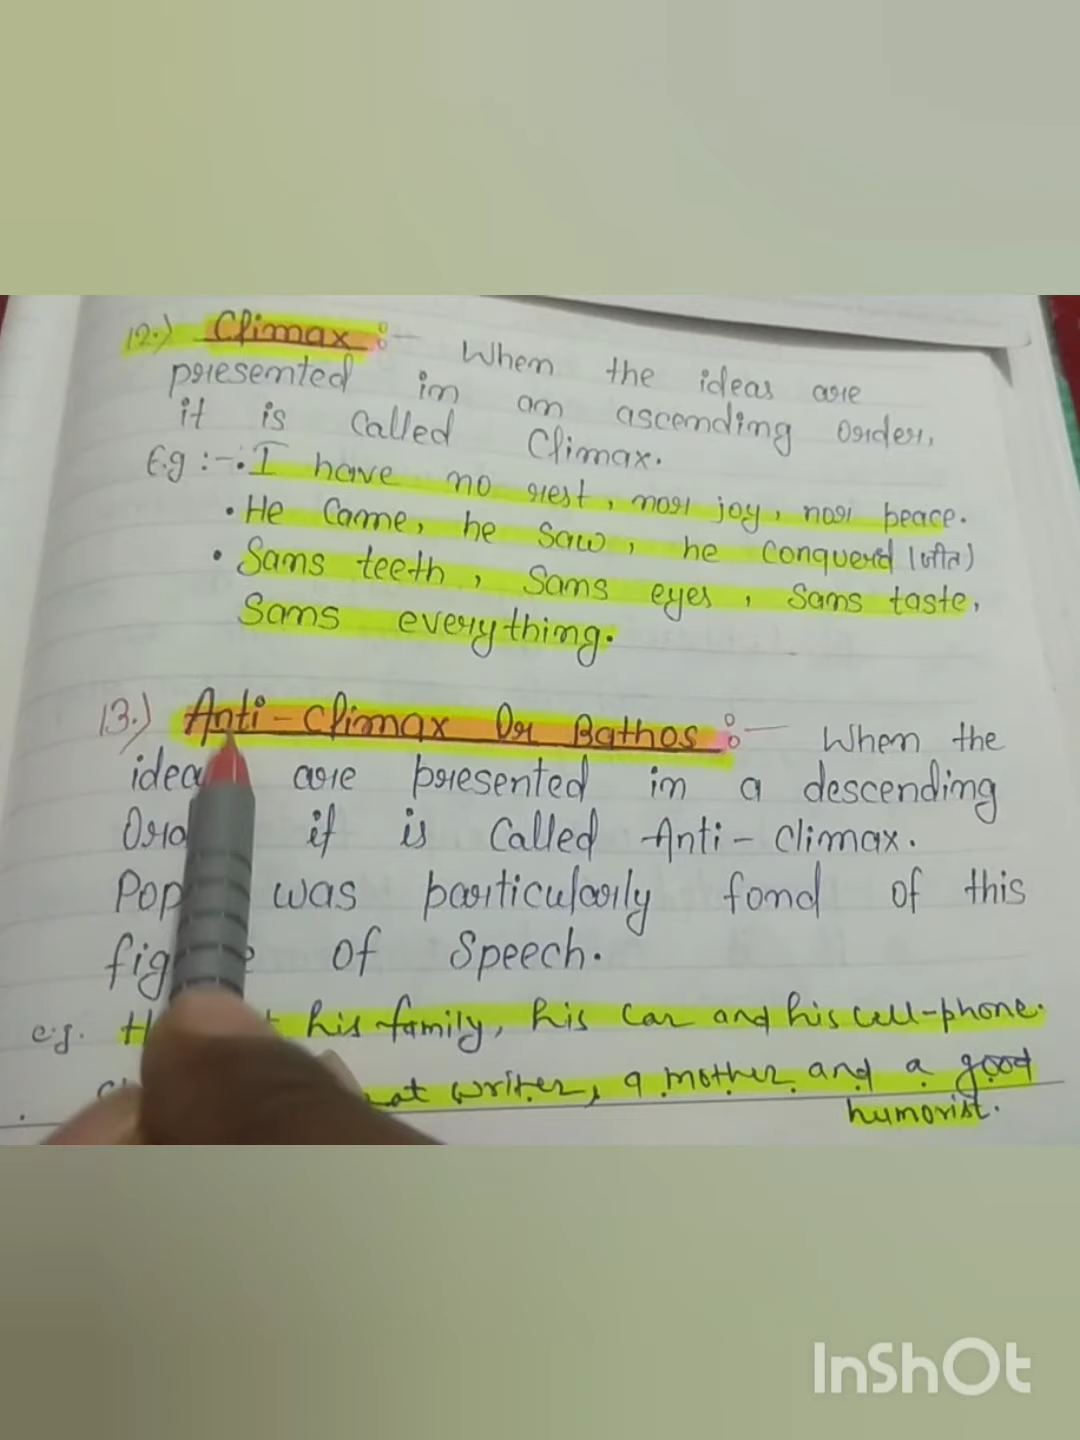 12.) Climax :- When the ideas are
presented in an ascending order,
it is called Climax.
E.g :- • I have no rest, nor joy, nor peace.
• He Came, he saw, he conquered (जीत)
• Sans teeth, Sans eyes, Sans taste,
Sans everything.
13.) Anti-Climax Or Bathos :- When the
are presented in a descending
it is called Anti-climax.
was particularly fond of this
of Speech.
e.g. his family, his car and his cell-phone.
writer, a mother and a good
humorist.
InShOt